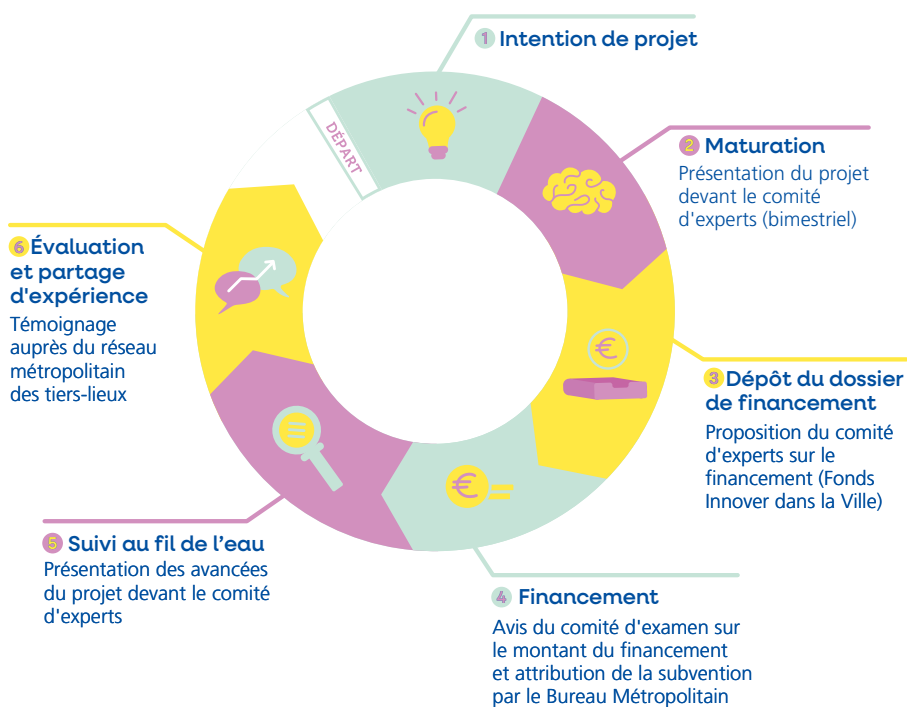 DÉPART
1 Intention de projet
2 Maturation
Présentation du projet
devant le comité
d'experts (bimestriel)
3 Dépôt du dossier
de financement
Proposition du comité
d'experts sur le
financement (Fonds
Innover dans la Ville)
4 Financement
Avis du comité d'examen sur
le montant du financement
et attribution de la subvention
par le Bureau Métropolitain
5 Suivi au fil de l’eau
Présentation des avancées
du projet devant le comité
d'experts
6 Évaluation
et partage
d'expérience
Témoignage
auprès du réseau
métropolitain
des tiers-lieux
€
€